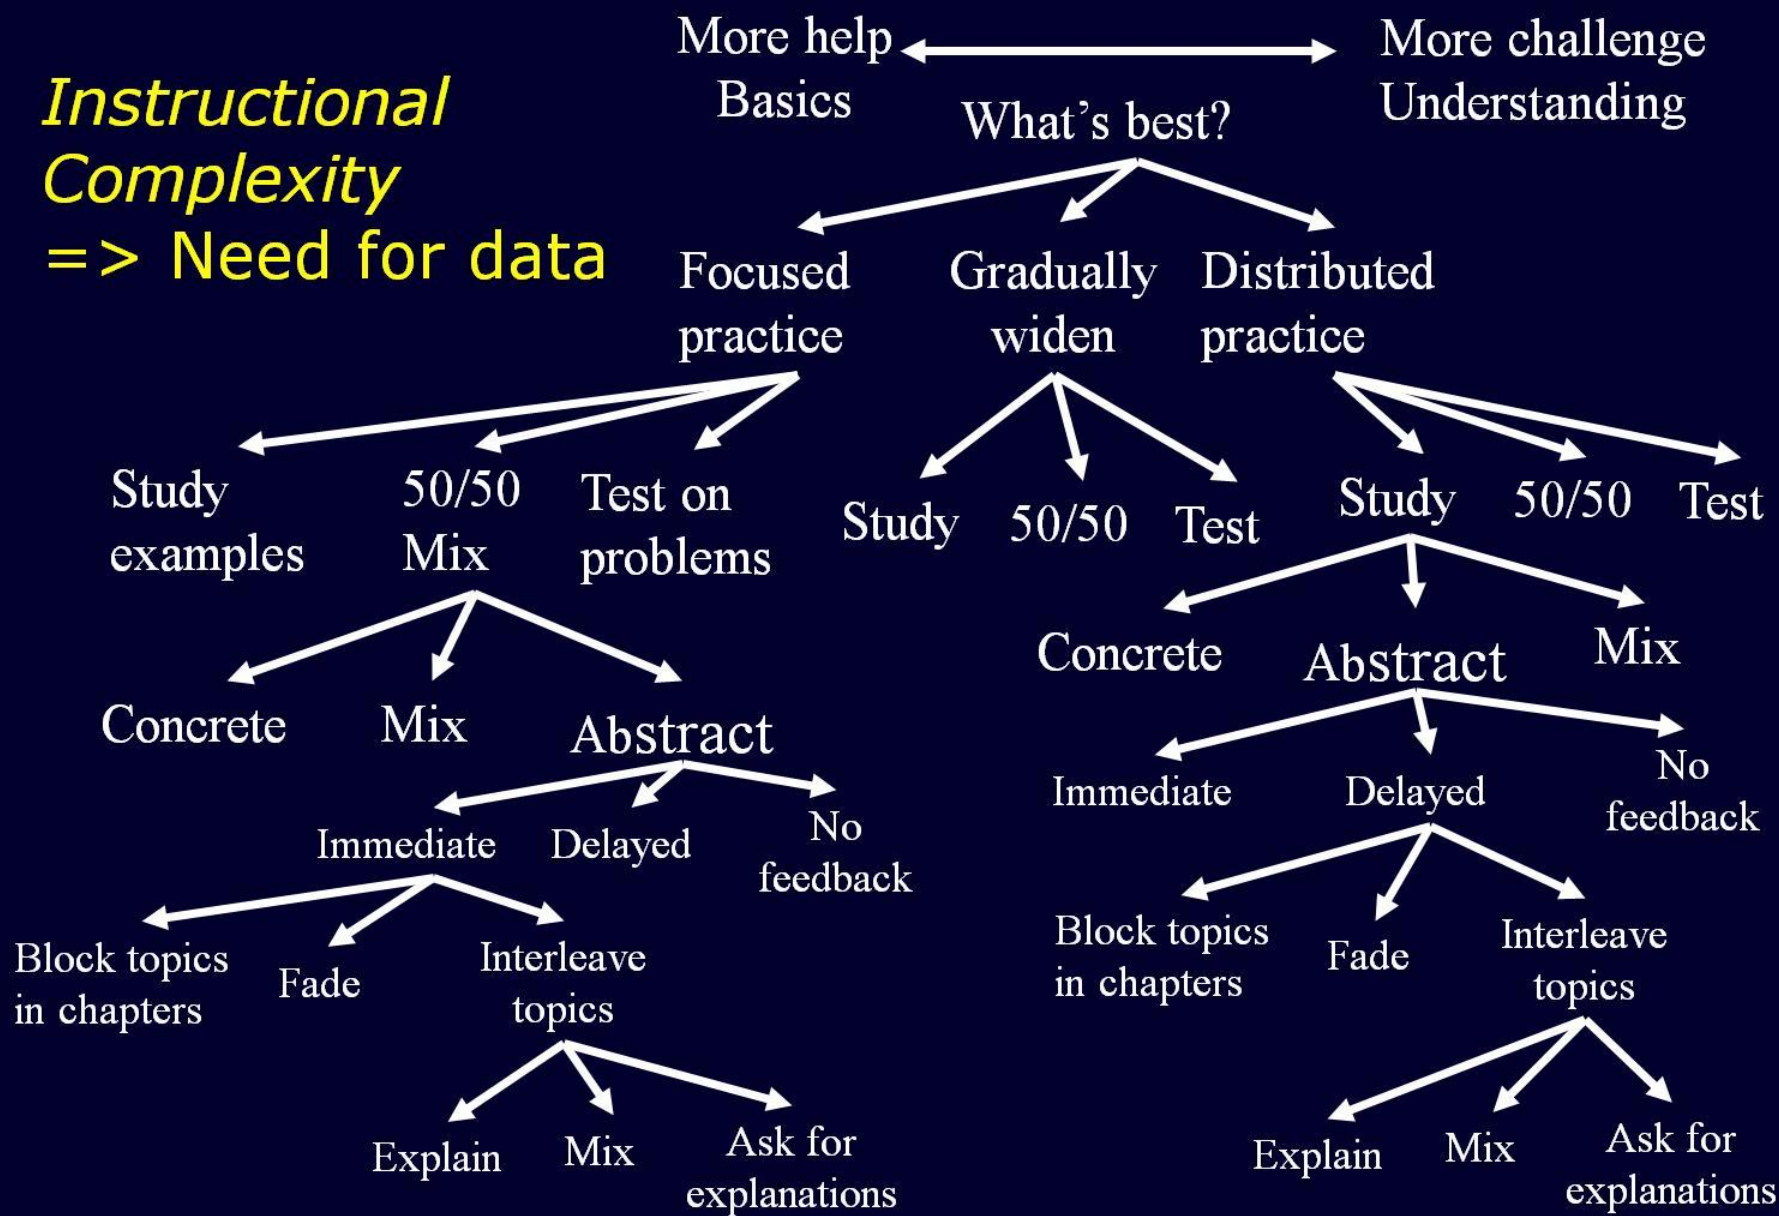 Instructional
Complexity
=> Need for data
More help
Basics
More challenge
Understanding
What's best?
Focused
practice
Gradually
widen
Distributed
practice
Study
examples
50/50
Mix
Test on
problems
Study
50/50
Test
Study
50/50
Test
Concrete
Mix
Abstract
Concrete
Abstract
Mix
Immediate
Delayed
No
feedback
Immediate
Delayed
No
feedback
Block topics
in chapters
Fade
Interleave
topics
Block topics
in chapters
Fade
Interleave
topics
Explain
Mix
Ask for
explanations
Explain
Mix
Ask for
explanations